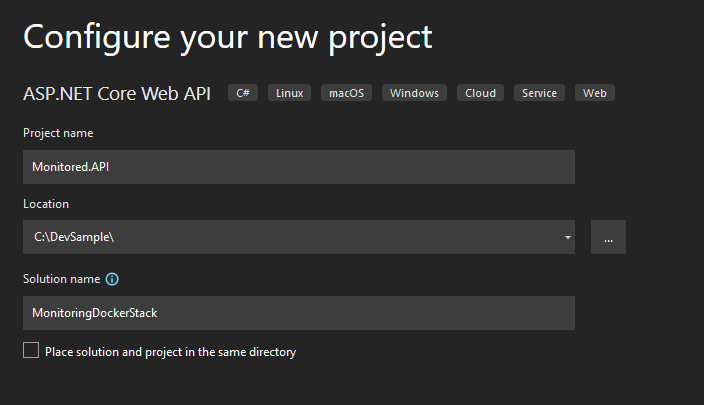 Configure your new project
ASP.NET Core Web API C# Linux macOS Windows Cloud Service Web
Project name
Monitored.API
Location
C:\DevSample\
...
Solution name
MonitoringDockerStack
Place solution and project in the same directory